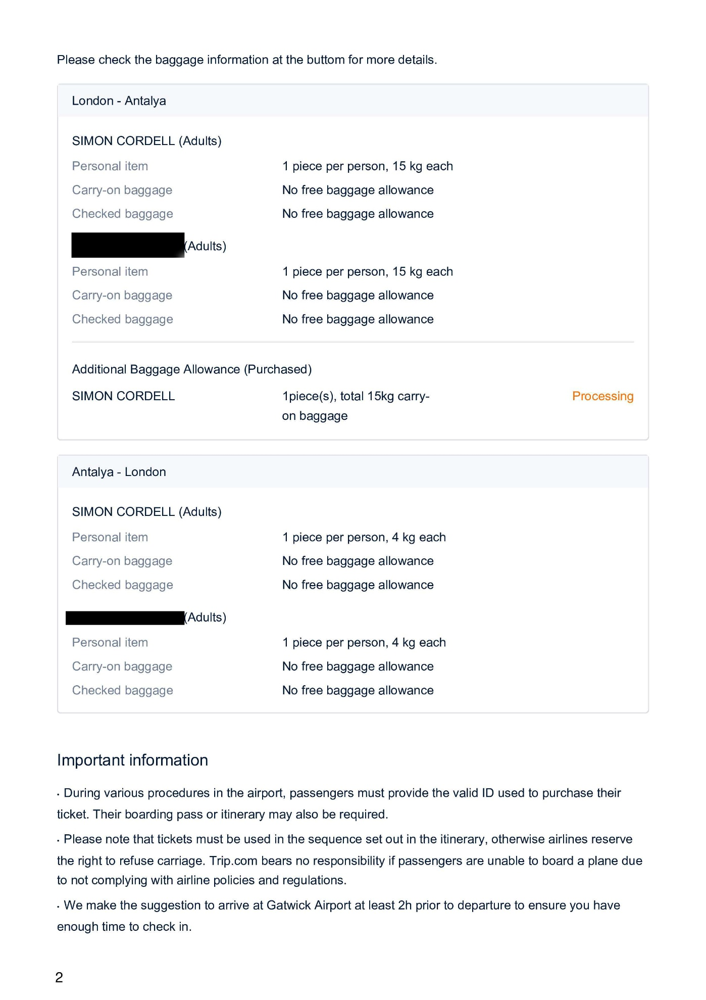 Please check the baggage information at the buttom for more details.
London - Antalya
SIMON CORDELL (Adults)
Personal item 1 piece per person, 15 kg each
Carry-on baggage No free baggage allowance
Checked baggage No free baggage allowance
(Adults)
Personal item 1 piece per person, 15 kg each
Carry-on baggage No free baggage allowance
Checked baggage No free baggage allowance
Additional Baggage Allowance (Purchased)
SIMON CORDELL 1piece(s), total 15kg carry- Processing
on baggage
Antalya - London
SIMON CORDELL (Adults)
Personal item 1 piece per person, 4 kg each
Carry-on baggage No free baggage allowance
Checked baggage No free baggage allowance
(Adults)
Personal item 1 piece per person, 4 kg each
Carry-on baggage No free baggage allowance
Checked baggage No free baggage allowance
Important information
· During various procedures in the airport, passengers must provide the valid ID used to purchase their
ticket. Their boarding pass or itinerary may also be required.
· Please note that tickets must be used in the sequence set out in the itinerary, otherwise airlines reserve
the right to refuse carriage. Trip.com bears no responsibility if passengers are unable to board a plane due
to not complying with airline policies and regulations.
· We make the suggestion to arrive at Gatwick Airport at least 2h prior to departure to ensure you have
enough time to check in.
2